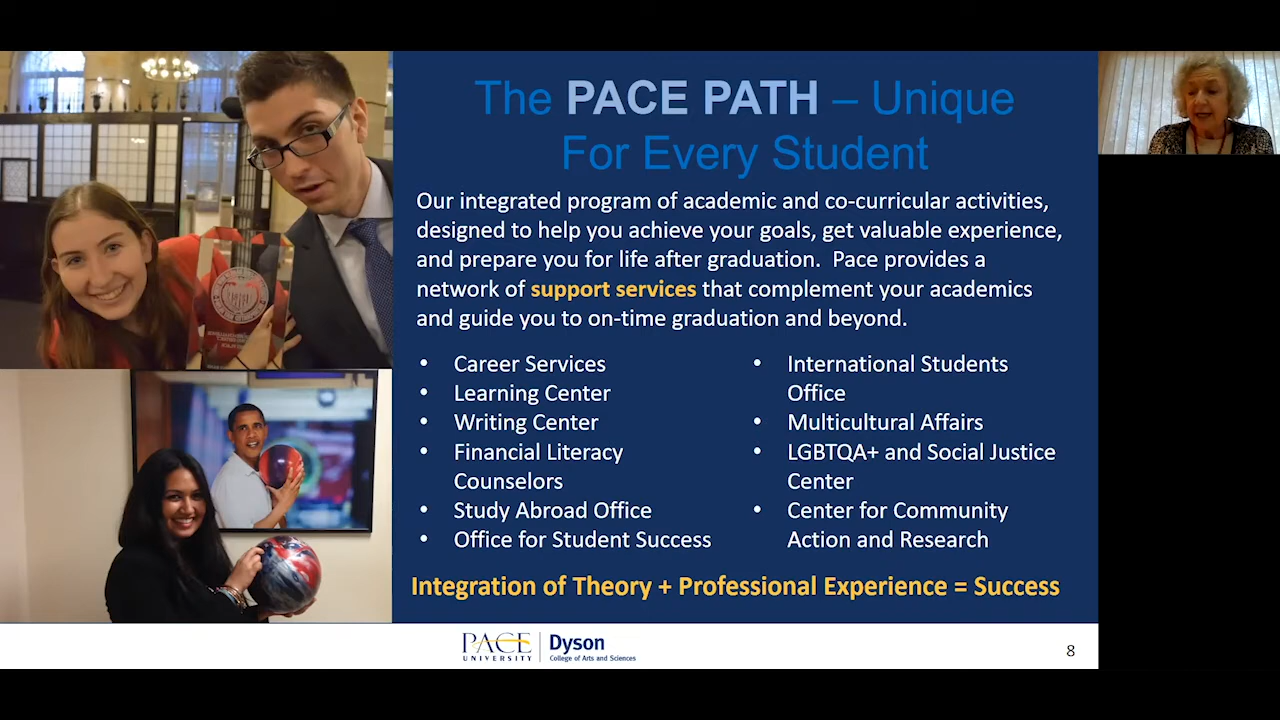 The PACE PATH – Unique
For Every Student
Our integrated program of academic and co-curricular activities,
designed to help you achieve your goals, get valuable experience,
and prepare you for life after graduation. Pace provides a
network of support services that complement your academics
and guide you to on-time graduation and beyond.
• Career Services
• Learning Center
• Writing Center
• Financial Literacy
Counselors
• Study Abroad Office
• Office for Student Success
• International Students
Office
• Multicultural Affairs
• LGBTQA+ and Social Justice
Center
• Center for Community
Action and Research
Integration of Theory + Professional Experience = Success
PACE
UNIVERSITY
Dyson
College of Arts and Sciences
8